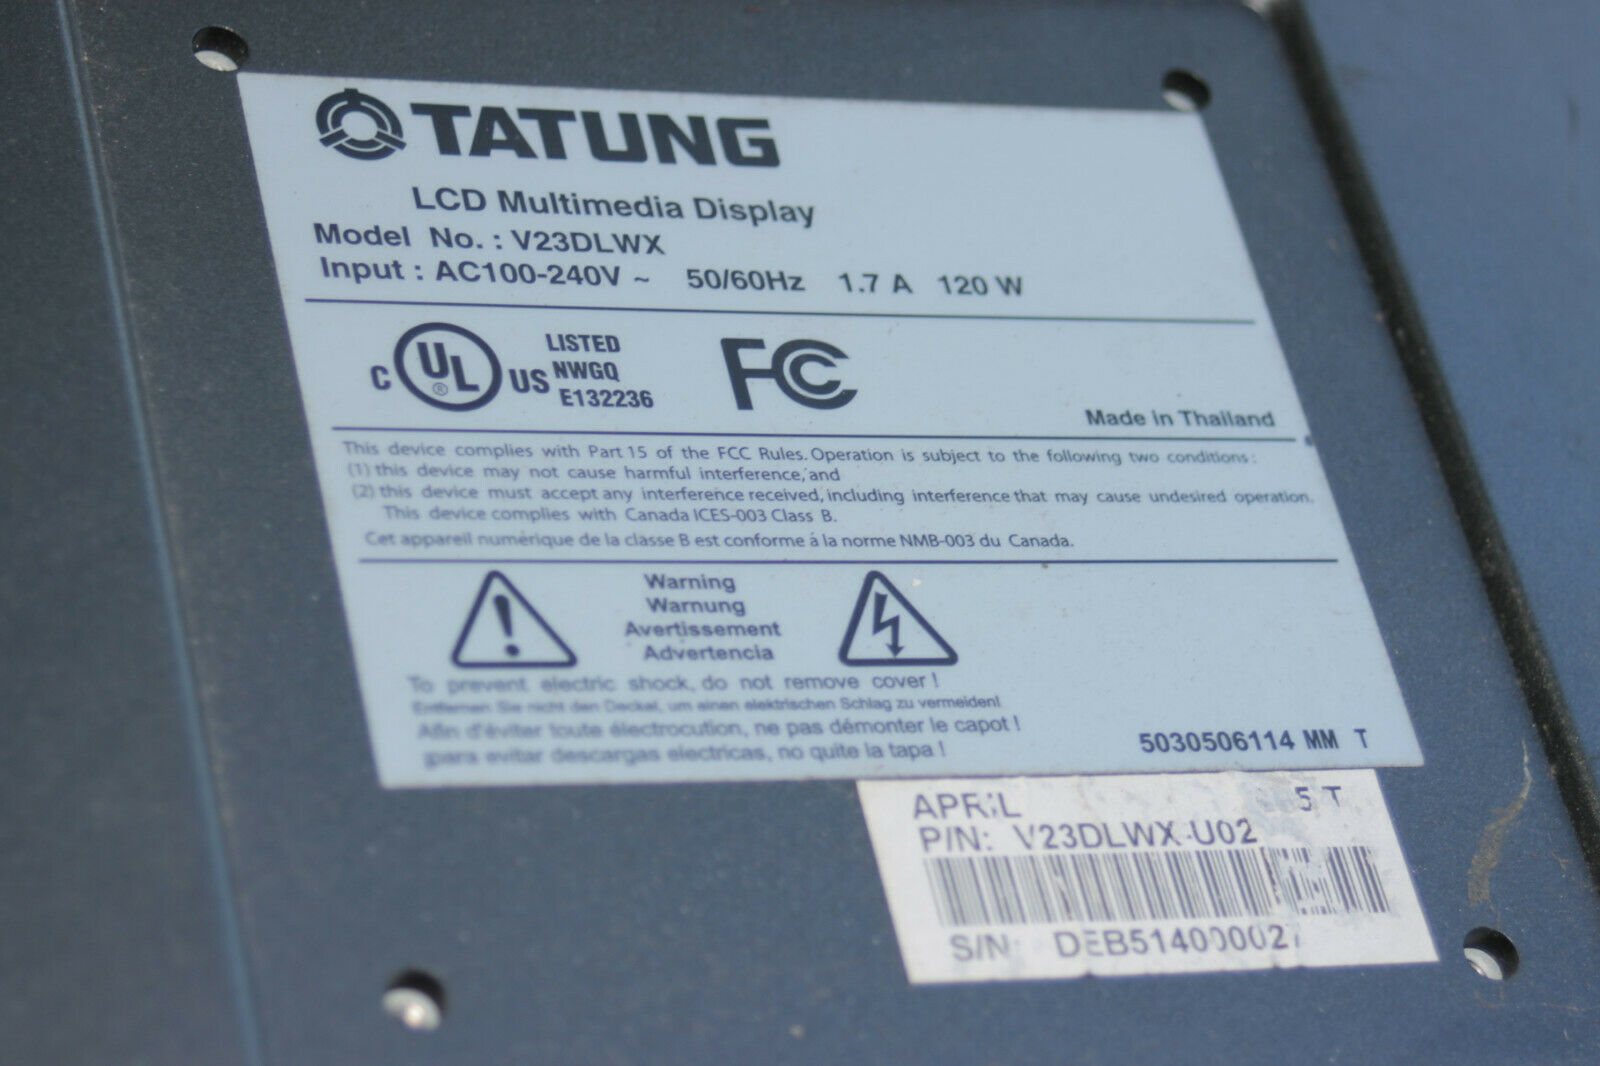 TATUNG
LCD Multimedia Display
Model No. : V23DLWX
Input : AC100-240V ~ 50/60Hz 1.7 A 120 W
C UL ® US LISTED
NWGQ
E132236
FC
Made in Thailand
This device complies with Part 15 of the FCC Rules. Operation is subject to the following two conditions :
(1) this device may not cause harmful interference, and
(2) this device must accept any interference received, including interference that may cause undesired operation.
This device complies with Canada ICES-003 Class B.
Cet appareil numérique de la classe B est conforme á la norme NMB-003 du Canada.
Warning
Warnung
Avertissement
Advertencia
To prevent electric shock, do not remove cover !
Entfernen Sie nicht den Deckel, um einen elektrischen Schlag zu vermeiden!
Afin d'éviter toute électrocution, ne pas démonter le capot !
¡para evitar descargas electricas, no quite la tapa !
5030506114 MM T
APRIL 5 T
P/N: V23DLWX-U02
S/N: